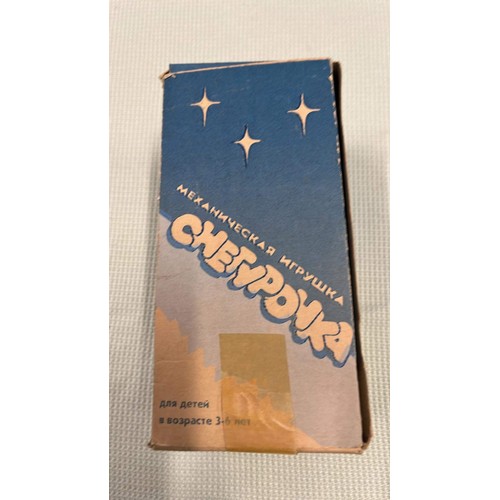 МЕХАНИЧЕСКАЯ ИГРУШКА
СНЕГУРОЧКА
для детей
в возрасте 3-6 лет